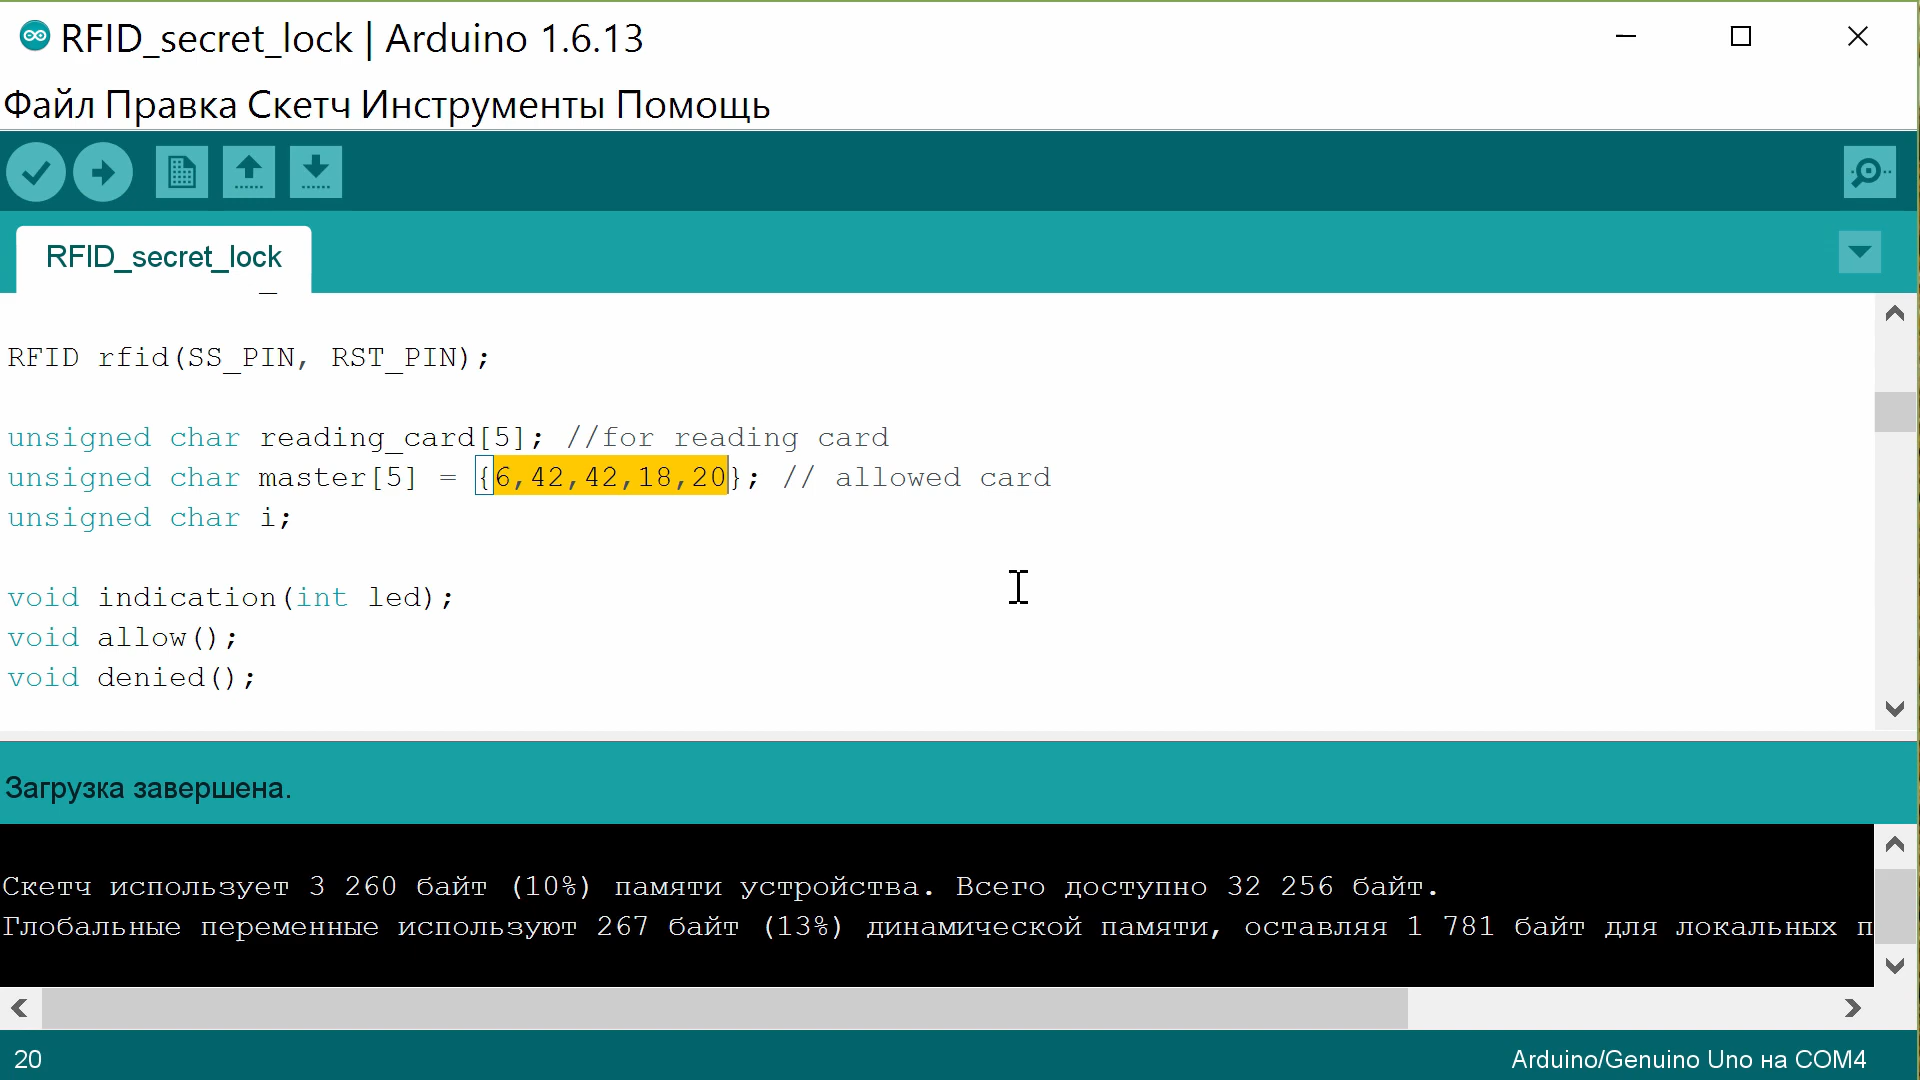 RFID_secret_lock | Arduino 1.6.13
Файл Правка Скетч Инструменты Помощь
RFID_secret_lock
RFID rfid(SS_PIN, RST_PIN);
unsigned char reading_card[5]; //for reading card
unsigned char master[5] = {6,42,42,18,20}; // allowed card
unsigned char i;
void indication(int led);
void allow();
void denied();
Загрузка завершена.
Скетч использует 3 260 байт (10%) памяти устройства. Всего доступно 32 256 байт.
Глобальные переменные используют 267 байт (13%) динамической памяти, оставляя 1 781 байт для локальных п
20
Arduino/Genuino Uno на COM4